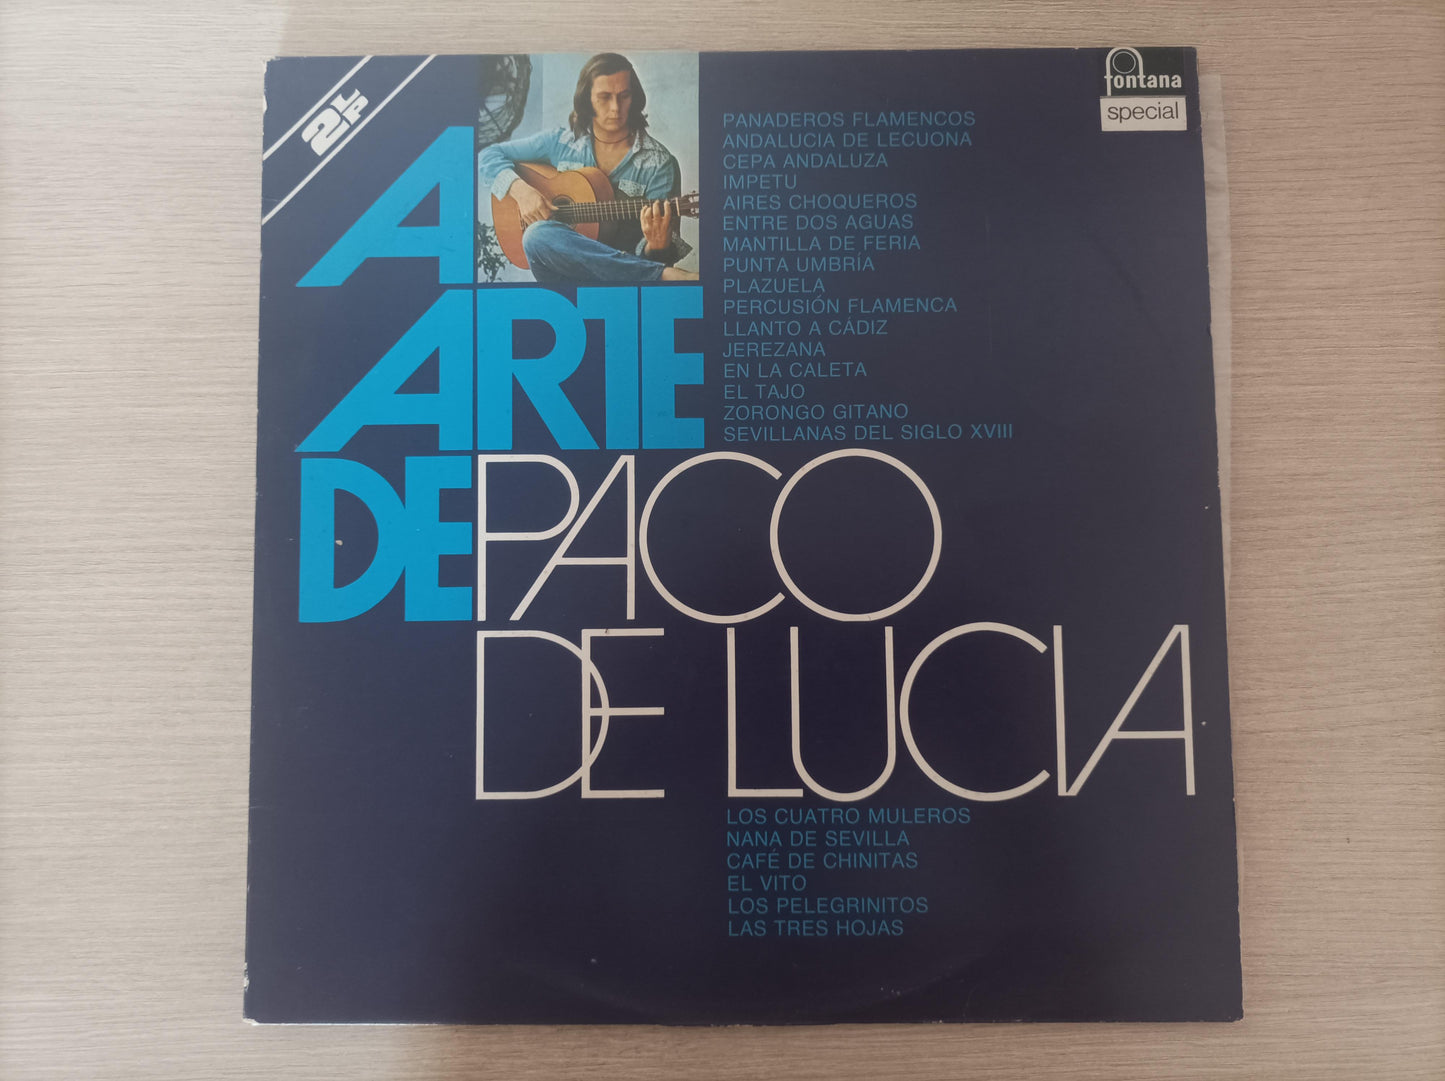 2LP
fontana
special
A
ARTE
DE PACO
DE LUCIA
PANADEROS FLAMENCOS
ANDALUCIA DE LECUONA
CEPA ANDALUZA
IMPETU
AIRES CHOQUEROS
ENTRE DOS AGUAS
MANTILLA DE FERIA
PUNTA UMBRÍA
PLAZUELA
PERCUSIÓN FLAMENCA
LLANTO A CÁDIZ
JEREZANA
EN LA CALETA
EL TAJO
ZORONGO GITANO
SEVILLANAS DEL SIGLO XVIII
LOS CUATRO MULEROS
NANA DE SEVILLA
CAFÉ DE CHINITAS
EL VITO
LOS PELEGRINITOS
LAS TRES HOJAS